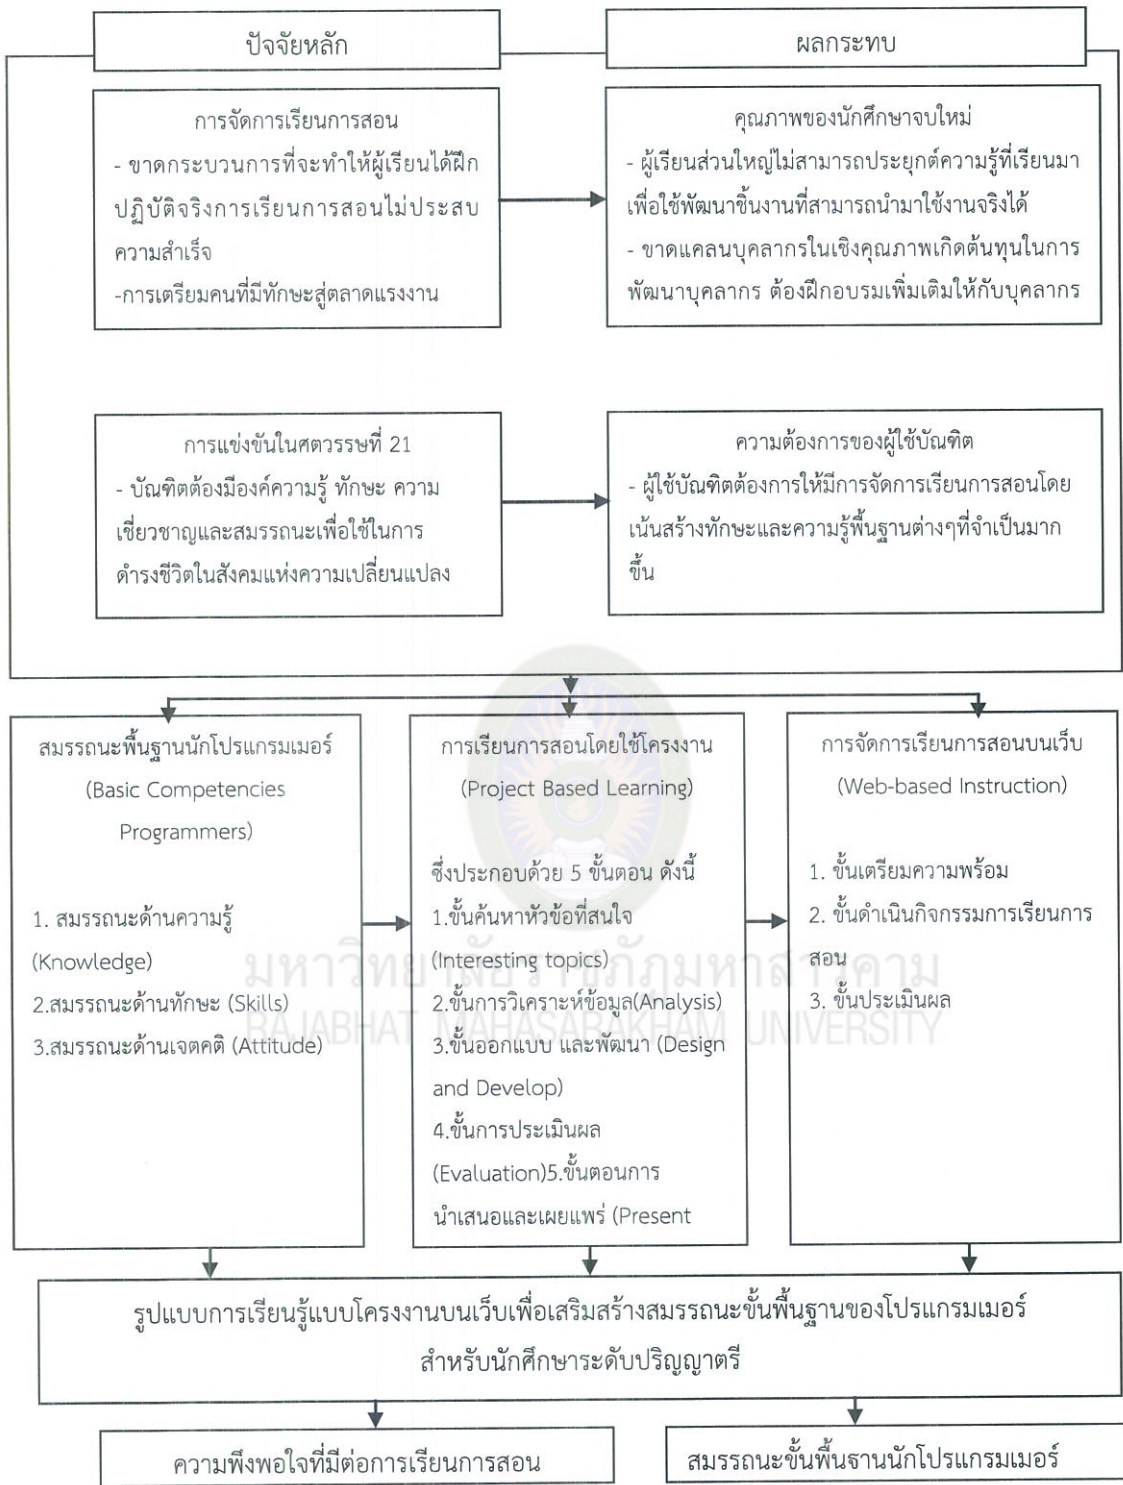 ปัจจัยหลัก
ผลกระทบ
การจัดการเรียนการสอน
- ขาดกระบวนการที่จะทำให้ผู้เรียนได้ฝึก
ปฏิบัติจริงการเรียนการสอนไม่ประสบ
ความสำเร็จ
-การเตรียมคนที่มีทักษะสู่ตลาดแรงงาน
คุณภาพของนักศึกษาจบใหม่
- ผู้เรียนส่วนใหญ่ไม่สามารถประยุกต์ความรู้ที่เรียนมา
เพื่อใช้พัฒนาชิ้นงานที่สามารถนำมาใช้งานจริงได้
- ขาดแคลนบุคลากรในเชิงคุณภาพเกิดต้นทุนในการ
พัฒนาบุคลากร ต้องฝึกอบรมเพิ่มเติมให้กับบุคลากร
การแข่งขันในศตวรรษที่ 21
- บัณฑิตต้องมีองค์ความรู้ ทักษะ ความ
เชี่ยวชาญและสมรรถนะเพื่อใช้ในการ
ดำรงชีวิตในสังคมแห่งความเปลี่ยนแปลง
ความต้องการของผู้ใช้บัณฑิต
- ผู้ใช้บัณฑิตต้องการให้มีการจัดการเรียนการสอนโดย
เน้นสร้างทักษะและความรู้พื้นฐานต่างๆที่จำเป็นมาก
ขึ้น
สมรรถนะพื้นฐานนักโปรแกรมเมอร์
(Basic Competencies
Programmers)
1. สมรรถนะด้านความรู้
(Knowledge)
2.สมรรถนะด้านทักษะ (Skills)
3.สมรรถนะด้านเจตคติ (Attitude)
การเรียนการสอนโดยใช้โครงงาน
(Project Based Learning)
ซึ่งประกอบด้วย 5 ขั้นตอน ดังนี้
1.ขั้นค้นหาหัวข้อที่สนใจ
(Interesting topics)
2.ขั้นการวิเคราะห์ข้อมูล(Analysis)
3.ขั้นออกแบบ และพัฒนา (Design
and Develop)
4.ขั้นการประเมินผล
(Evaluation)5.ขั้นตอนการ
นำเสนอและเผยแพร่ (Present
การจัดการเรียนการสอนบนเว็บ
(Web-based Instruction)
1. ขั้นเตรียมความพร้อม
2. ขั้นดำเนินกิจกรรมการเรียนการ
สอน
3. ขั้นประเมินผล
มหาวิทยาลัยราชภัฏมหาสารคาม
RAJABHAT MAHASARAKHAM UNIVERSITY
รูปแบบการเรียนรู้แบบโครงงานบนเว็บเพื่อเสริมสร้างสมรรถนะขั้นพื้นฐานของโปรแกรมเมอร์
สำหรับนักศึกษาระดับปริญญาตรี
ความพึงพอใจที่มีต่อการเรียนการสอน
สมรรถนะขั้นพื้นฐานนักโปรแกรมเมอร์